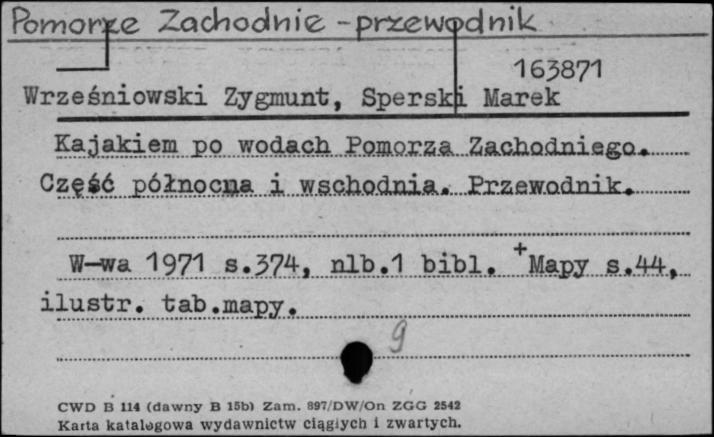 Pomorze Zachodnie - przewodnik
163871
Wrześniowski Zygmunt, Sperski Marek
Kajakiem po wodach Pomorza Zachodniego.
Część północna i wschodnia. Przewodnik.
W-wa 1971 s.374, nlb.1 bibl. +Mapy s.44,
ilustr. tab.mapy.
9
CWD B 114 (dawny B 15b) Zam. 897/DW/On ZGG 2542
Karta katalogowa wydawnictw ciągłych i zwartych.